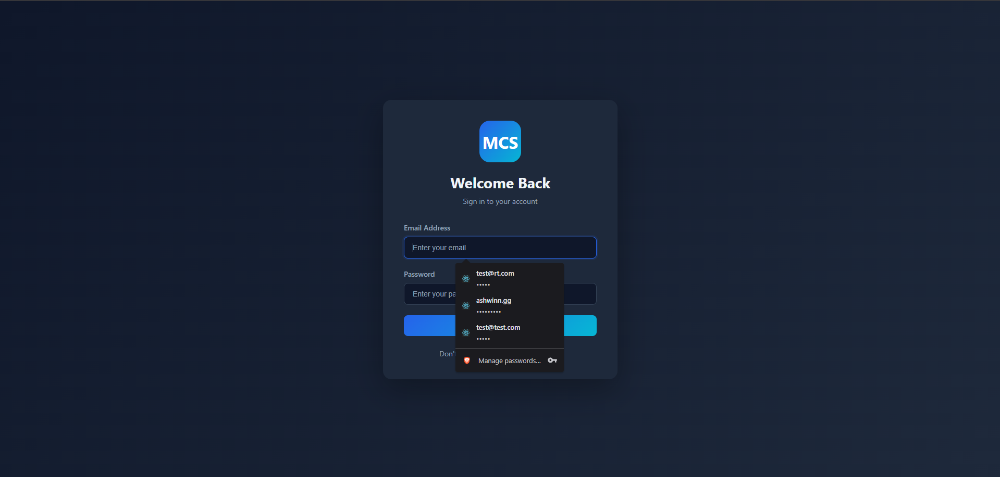 MCS
Welcome Back
Sign in to your account
Email Address
Enter your email
Password
Enter your pa
test@rt.com
•••••
ashwinn.gg
•••••••••
test@test.com
•••••
Don't
Manage passwords...